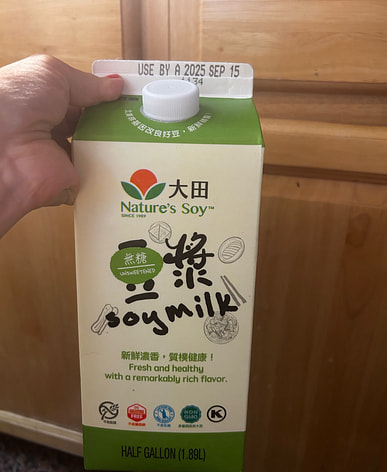 USE BY A 2025 SEP 15
大田
Nature's Soy™
SINCE 1989
豆漿
無糖
UNSWEETENED
soymilk
新鮮濃香，質樸健康！
Fresh and healthy
with a remarkably rich flavor.
HALF GALLON (1.89L)